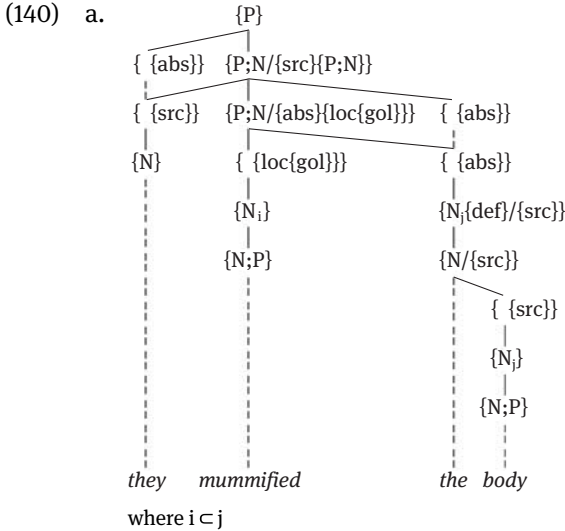 (140) a. {P}
{ {abs}} {P;N/{src}{P;N}}
{ {src}} {P;N/{abs}{loc{gol}}} { {abs}}
{N} { {loc{gol}}} { {abs}}
{Nᵢ} {Nⱼ{def}/{src}}
{N;P} {N/{src}}
{ {src}}
{Nⱼ}
{N;P}
they mummified the body
where i ⊂ j